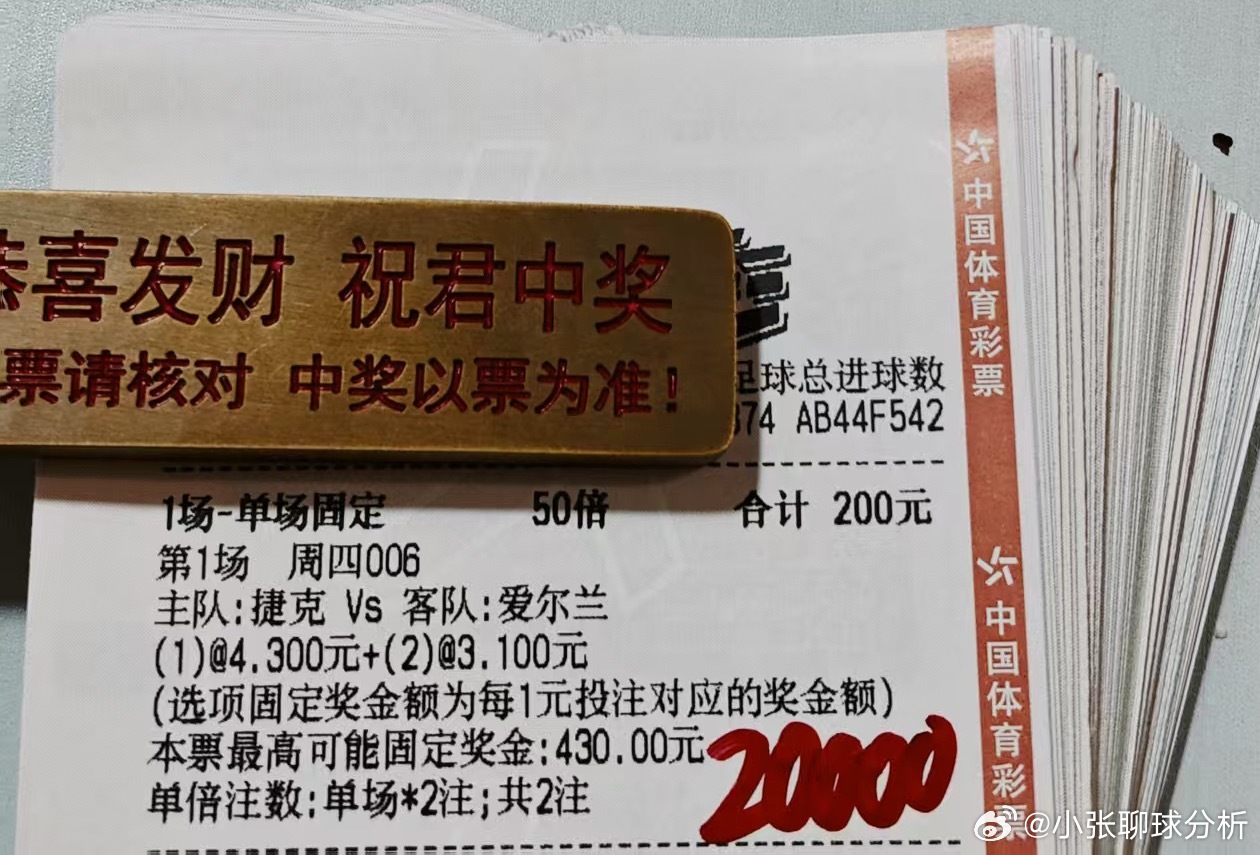 恭喜发财 祝君中奖
票请核对 中奖以票为准!
足球总进球数
374 AB44F542
1场-单场固定 50倍 合计 200元
第1场 周四006
主队:捷克 Vs 客队:爱尔兰
(1)@4.300元+(2)@3.100元
(选项固定奖金额为每1元投注对应的奖金额)
本票最高可能固定奖金:430.00元
单倍注数:单场*2注;共2注
20000
中国体育彩票
中国体育彩票
@小张聊球分析